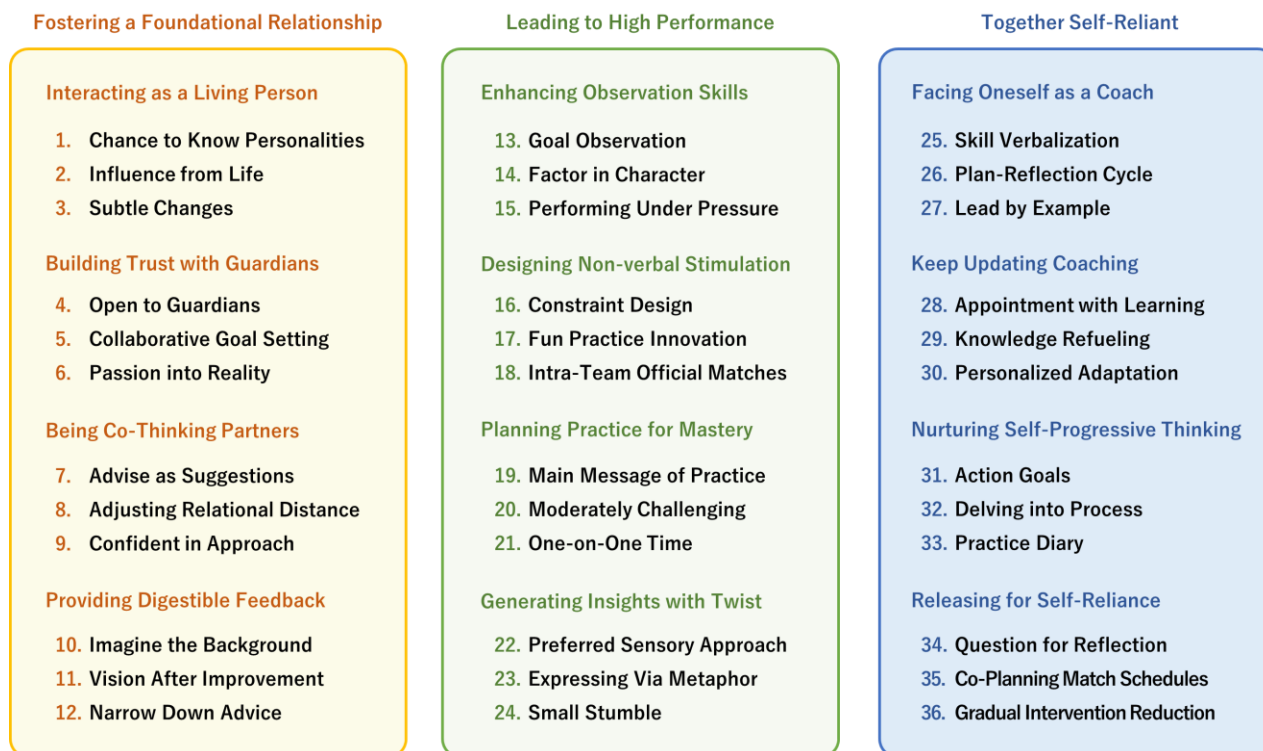 Fostering a Foundational Relationship
Interacting as a Living Person
1. Chance to Know Personalities
2. Influence from Life
3. Subtle Changes
Building Trust with Guardians
4. Open to Guardians
5. Collaborative Goal Setting
6. Passion into Reality
Being Co-Thinking Partners
7. Advise as Suggestions
8. Adjusting Relational Distance
9. Confident in Approach
Providing Digestible Feedback
10. Imagine the Background
11. Vision After Improvement
12. Narrow Down Advice
Leading to High Performance
Enhancing Observation Skills
13. Goal Observation
14. Factor in Character
15. Performing Under Pressure
Designing Non-verbal Stimulation
16. Constraint Design
17. Fun Practice Innovation
18. Intra-Team Official Matches
Planning Practice for Mastery
19. Main Message of Practice
20. Moderately Challenging
21. One-on-One Time
Generating Insights with Twist
22. Preferred Sensory Approach
23. Expressing Via Metaphor
24. Small Stumble
Together Self-Reliant
Facing Oneself as a Coach
25. Skill Verbalization
26. Plan-Reflection Cycle
27. Lead by Example
Keep Updating Coaching
28. Appointment with Learning
29. Knowledge Refueling
30. Personalized Adaptation
Nurturing Self-Progressive Thinking
31. Action Goals
32. Delving into Process
33. Practice Diary
Releasing for Self-Reliance
34. Question for Reflection
35. Co-Planning Match Schedules
36. Gradual Intervention Reduction